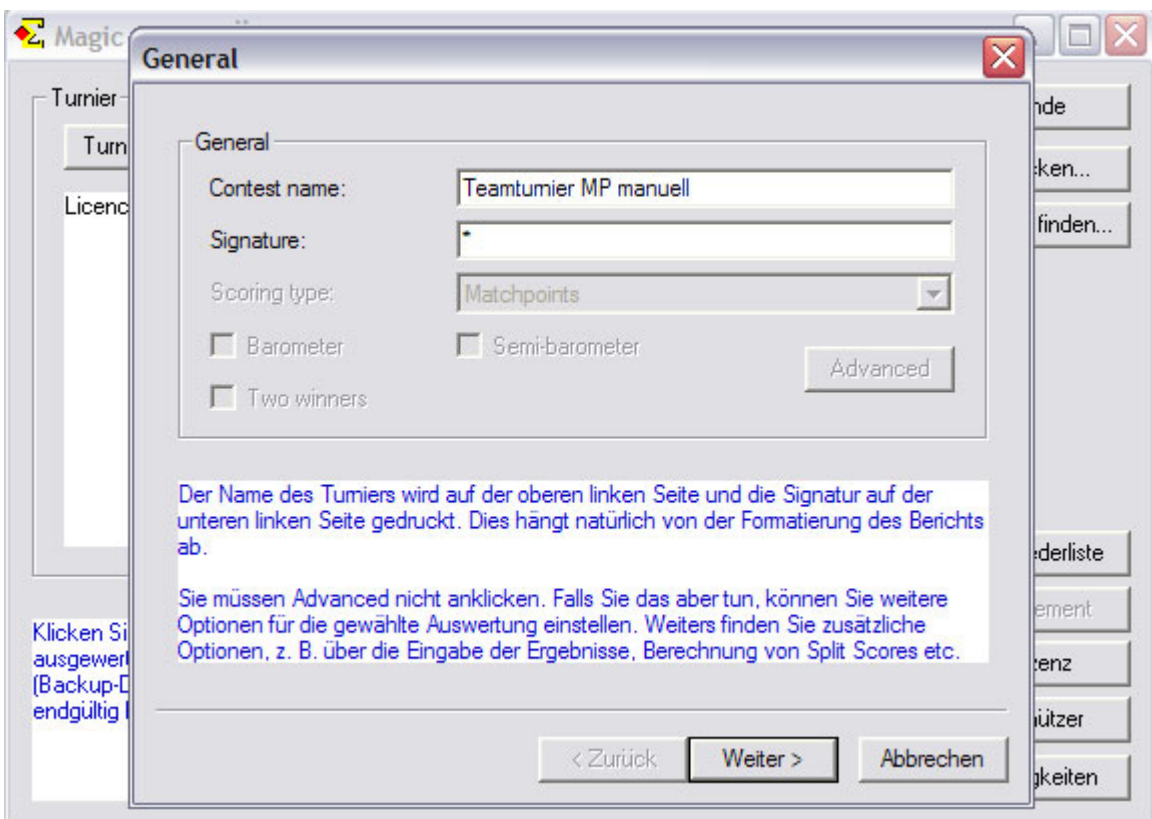 Magic
General
Turnier
Turn
Licenc
General
Contest name: Teamturnier MP manuell
Signature: *
Scoring type: Matchpoints
Barometer Semi-barometer
Advanced
Two winners
Der Name des Turniers wird auf der oberen linken Seite und die Signatur auf der
unteren linken Seite gedruckt. Dies hängt natürlich von der Formatierung des Berichts
ab.
Sie müssen Advanced nicht anklicken. Falls Sie das aber tun, können Sie weitere
Optionen für die gewählte Auswertung einstellen. Weiters finden Sie zusätzliche
Optionen, z. B. über die Eingabe der Ergebnisse, Berechnung von Split Scores etc.
< Zurück Weiter > Abbrechen
Klicken Si
ausgewert
(Backup-D
endgültig
nde
cken...
finden...
ederliste
ement
zenz
nützer
gkeiten